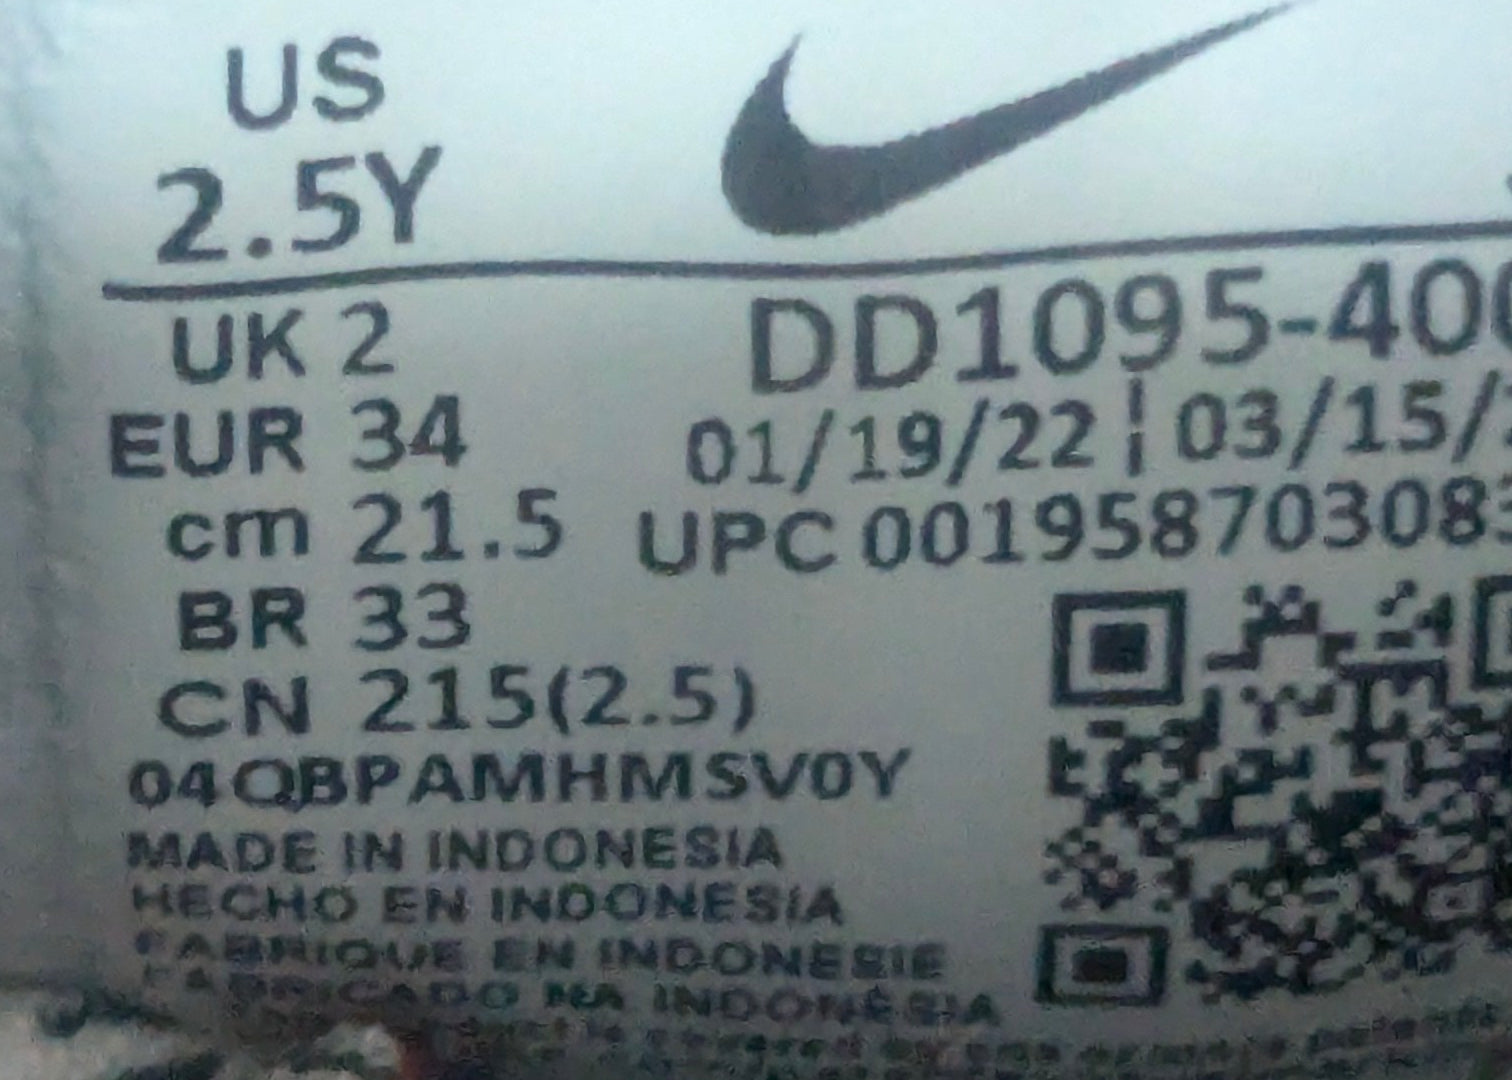 US
2.5Y
UK 2
EUR 34
cm 21.5
BR 33
CN 215(2.5)
04QBPAMHMSV0Y
MADE IN INDONESIA
HECHO EN INDONESIA
FABRIQUE EN INDONESIE
FABRICADO NA INDONÉSIA
DD1095-400
01/19/22 | 03/15/
UPC 00195870308